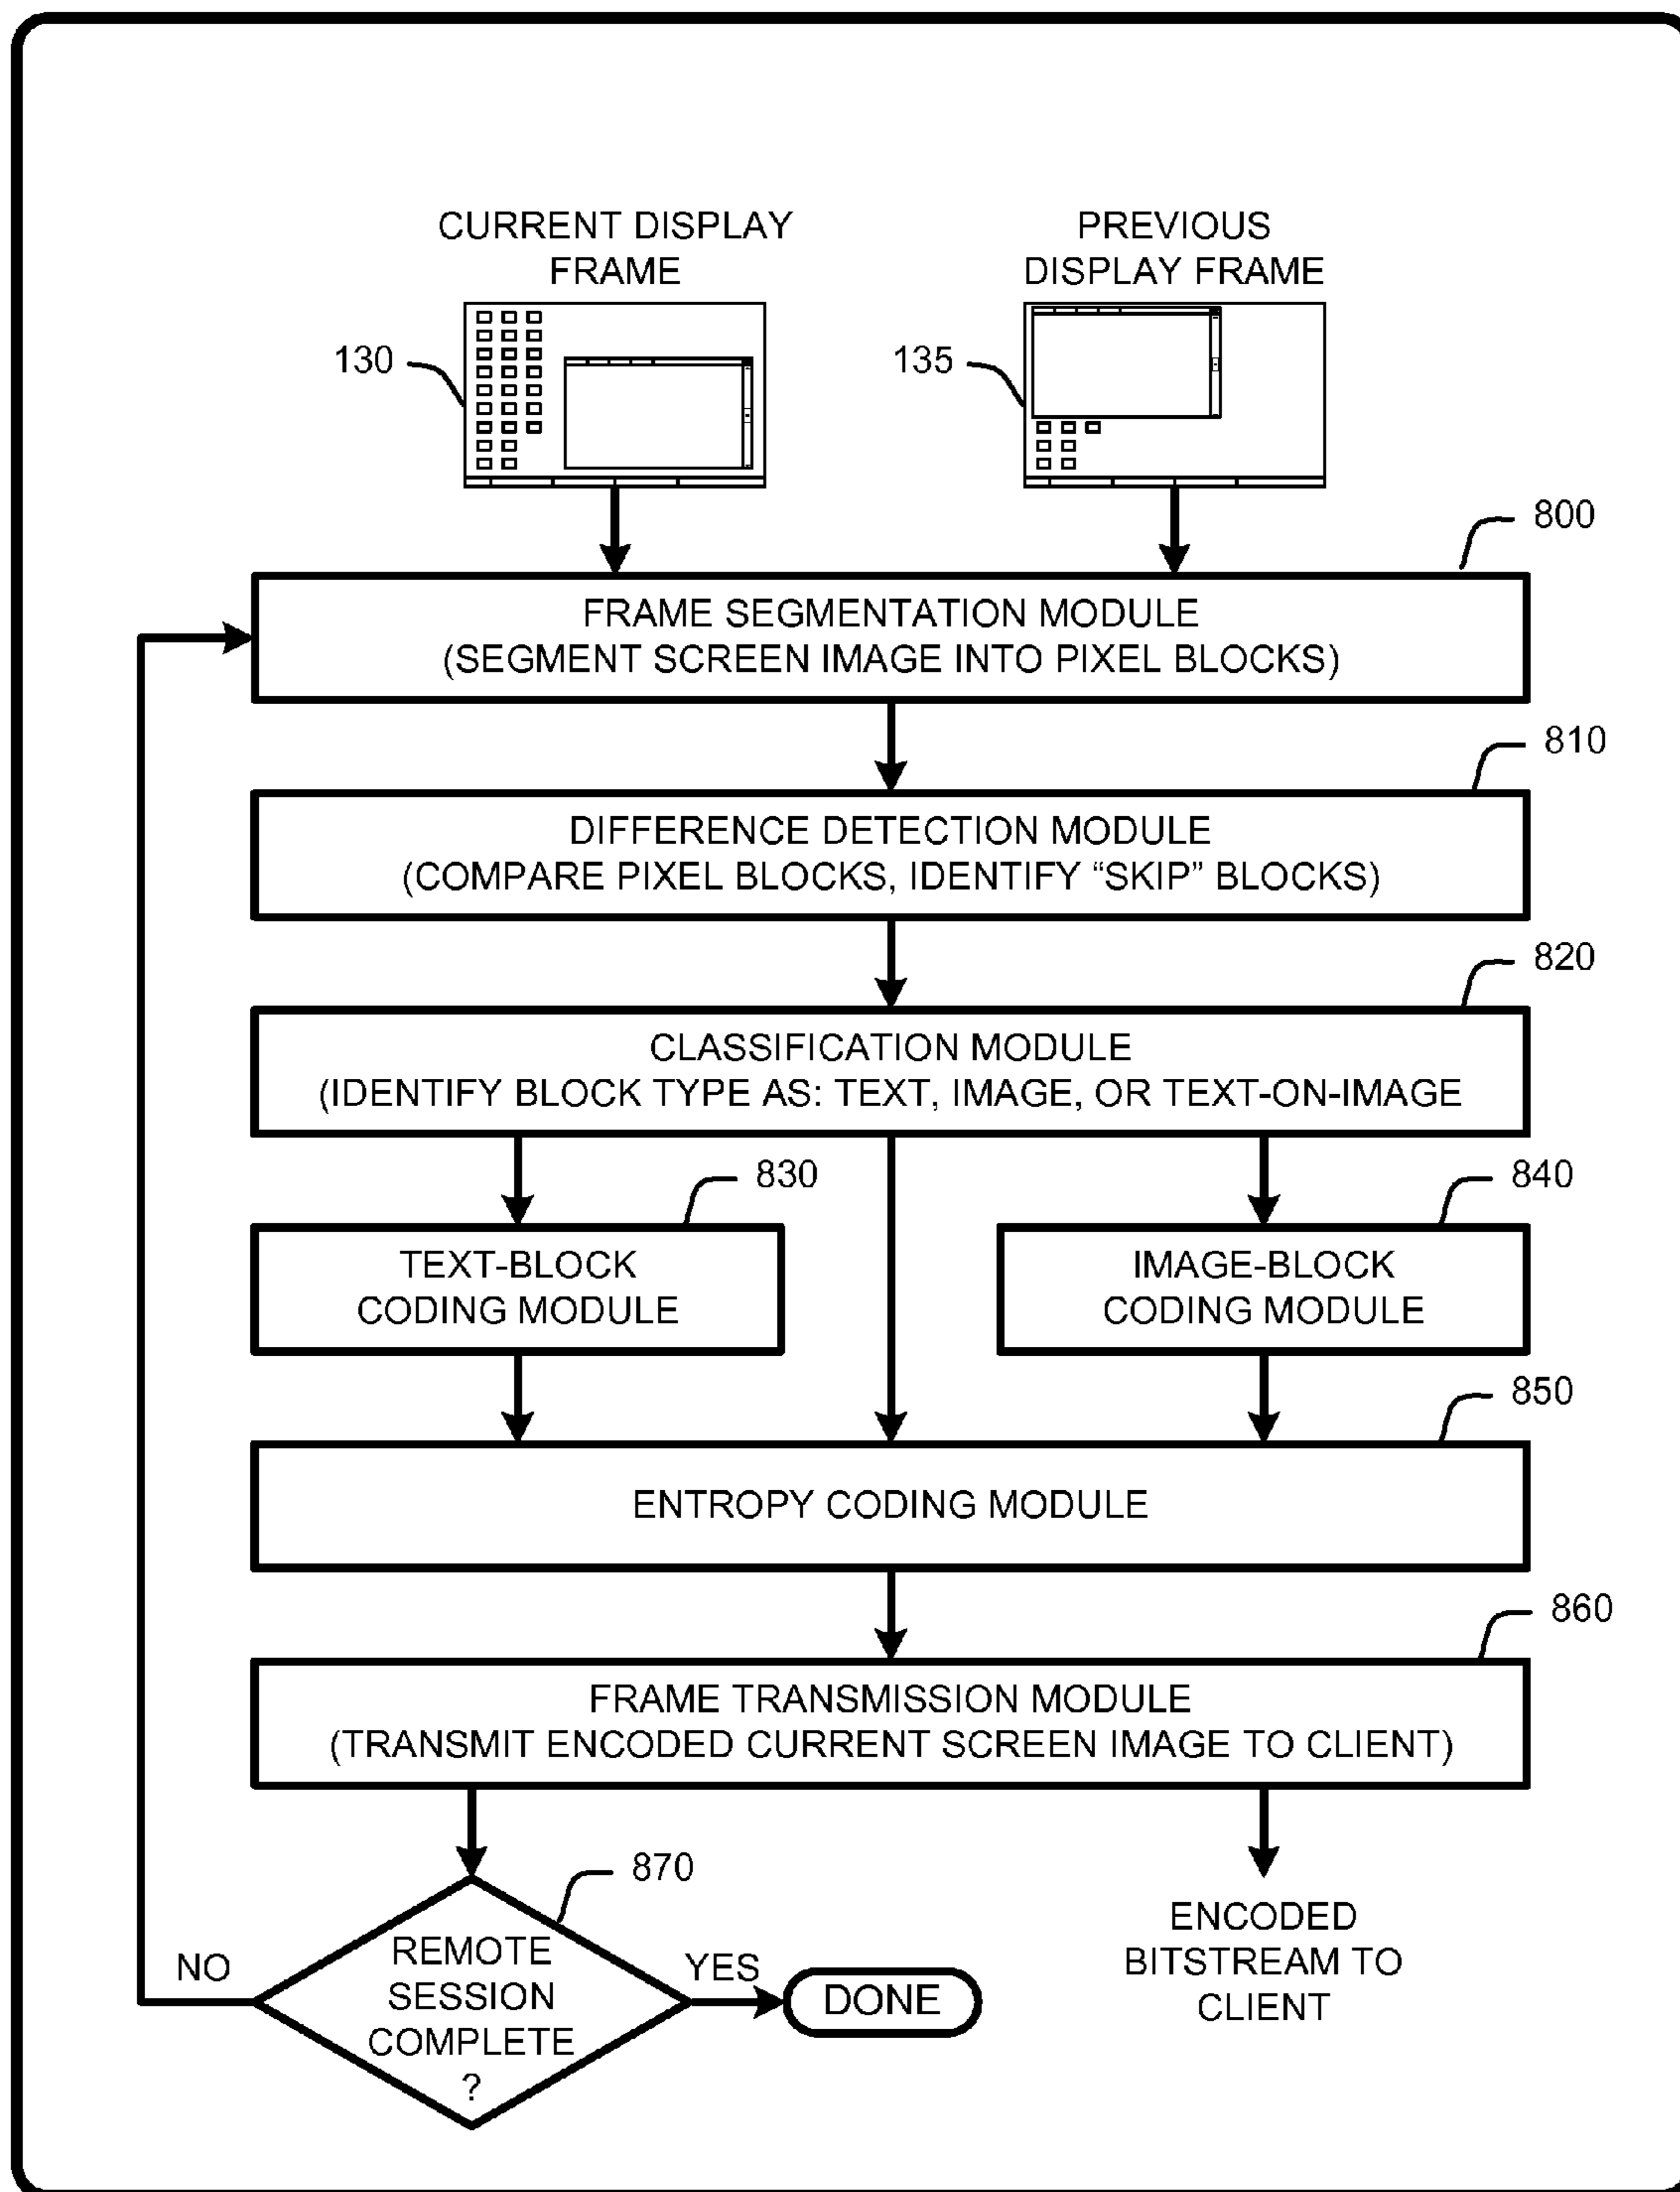 CURRENT DISPLAY
FRAME
PREVIOUS
DISPLAY FRAME
130
135
800
FRAME SEGMENTATION MODULE
(SEGMENT SCREEN IMAGE INTO PIXEL BLOCKS)
810
DIFFERENCE DETECTION MODULE
(COMPARE PIXEL BLOCKS, IDENTIFY “SKIP” BLOCKS)
820
CLASSIFICATION MODULE
(IDENTIFY BLOCK TYPE AS: TEXT, IMAGE, OR TEXT-ON-IMAGE
830
840
TEXT-BLOCK
CODING MODULE
IMAGE-BLOCK
CODING MODULE
850
ENTROPY CODING MODULE
860
FRAME TRANSMISSION MODULE
(TRANSMIT ENCODED CURRENT SCREEN IMAGE TO CLIENT)
870
REMOTE
SESSION
COMPLETE
?
NO
YES
DONE
ENCODED
BITSTREAM TO
CLIENT